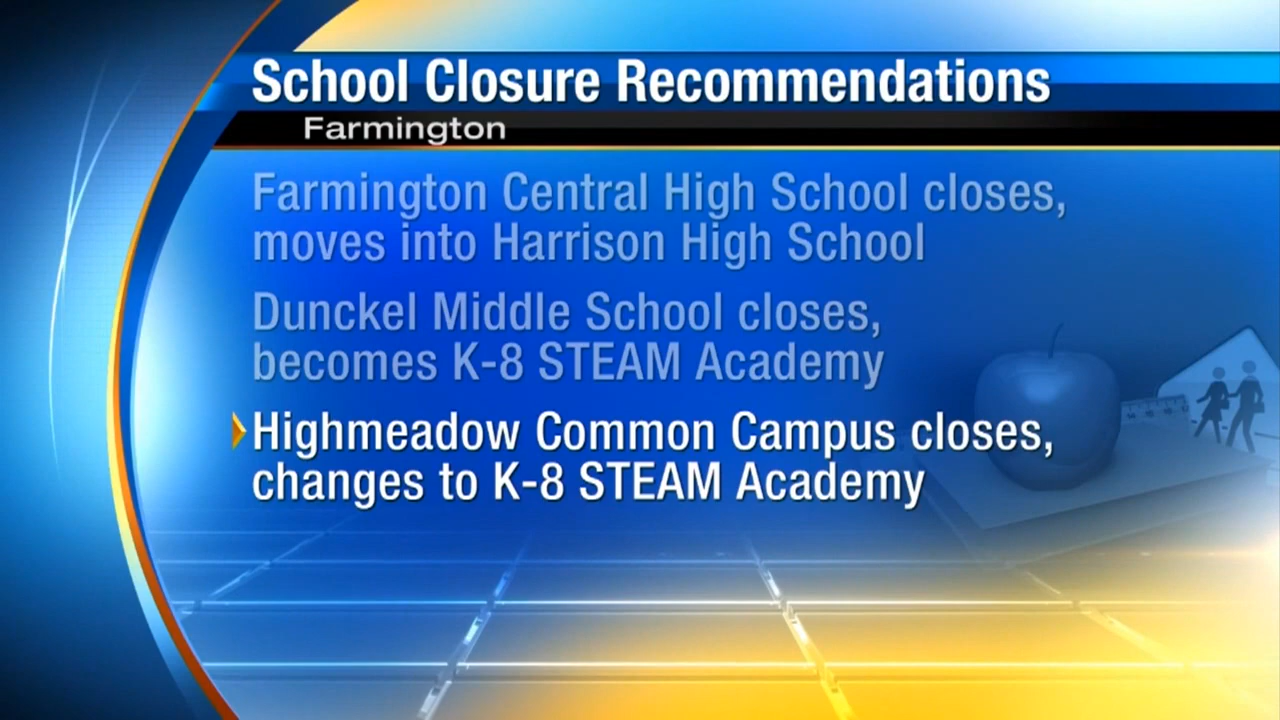 School Closure Recommendations
Farmington
Farmington Central High School closes,
moves into Harrison High School
Dunckel Middle School closes,
becomes K-8 STEAM Academy
Highmeadow Common Campus closes,
changes to K-8 STEAM Academy